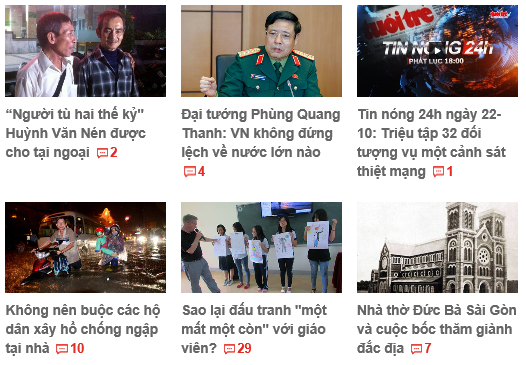 tuổi trẻ
TIN NÓNG 24h
PHÁT LÚC 18:00
“Người tù hai thế kỷ"
Huỳnh Văn Nén được
cho tại ngoại 2
Đại tướng Phùng Quang
Thanh: VN không đứng
lệch về nước lớn nào
4
Tin nóng 24h ngày 22-
10: Triệu tập 32 đối
tượng vụ một cảnh sát
thiệt mạng 1
Không nên buộc các hộ
dân xây hồ chống ngập
tại nhà 10
Sao lại đấu tranh "một
mất một còn" với giáo
viên? 29
Nhà thờ Đức Bà Sài Gòn
và cuộc bốc thăm giành
đắc địa 7